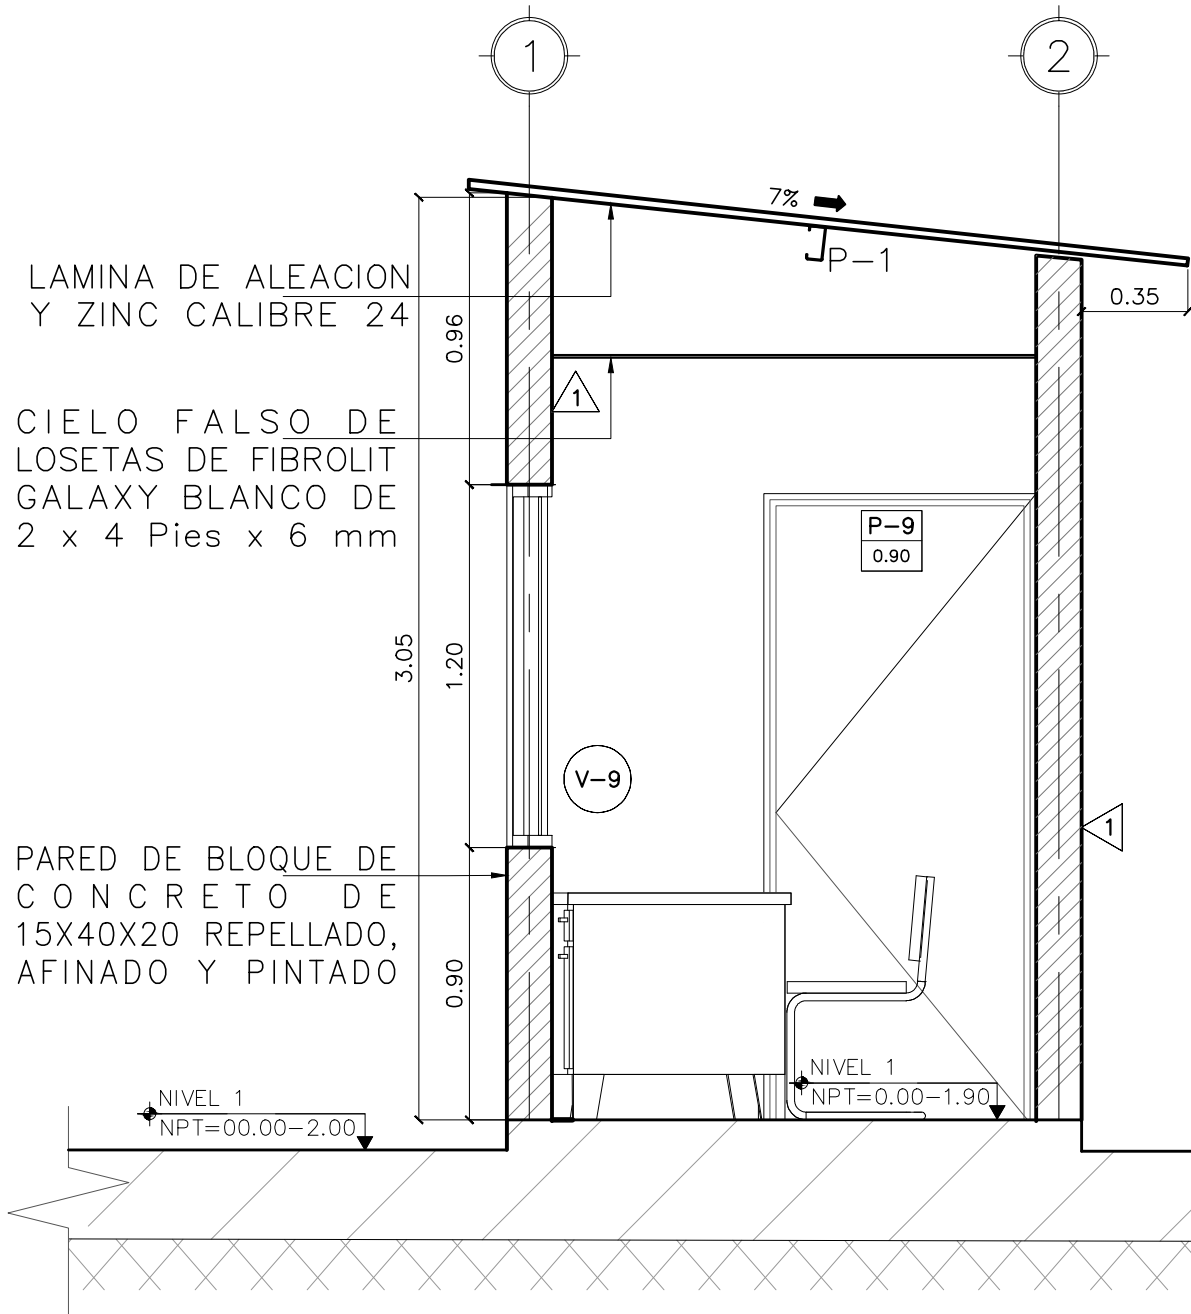 1
2
7%
P-1
LAMINA DE ALEACION
Y ZINC CALIBRE 24
0.35
0.96
1
CIELO FALSO DE
LOSETAS DE FIBROLIT
GALAXY BLANCO DE
2 x 4 Pies x 6 mm
P-9
0.90
3.05
1.20
V-9
1
PARED DE BLOQUE DE
CONCRETO DE
15X40X20 REPELLADO,
AFINADO Y PINTADO
0.90
NIVEL 1
NPT=0.00-1.90
NIVEL 1
NPT=00.00-2.00